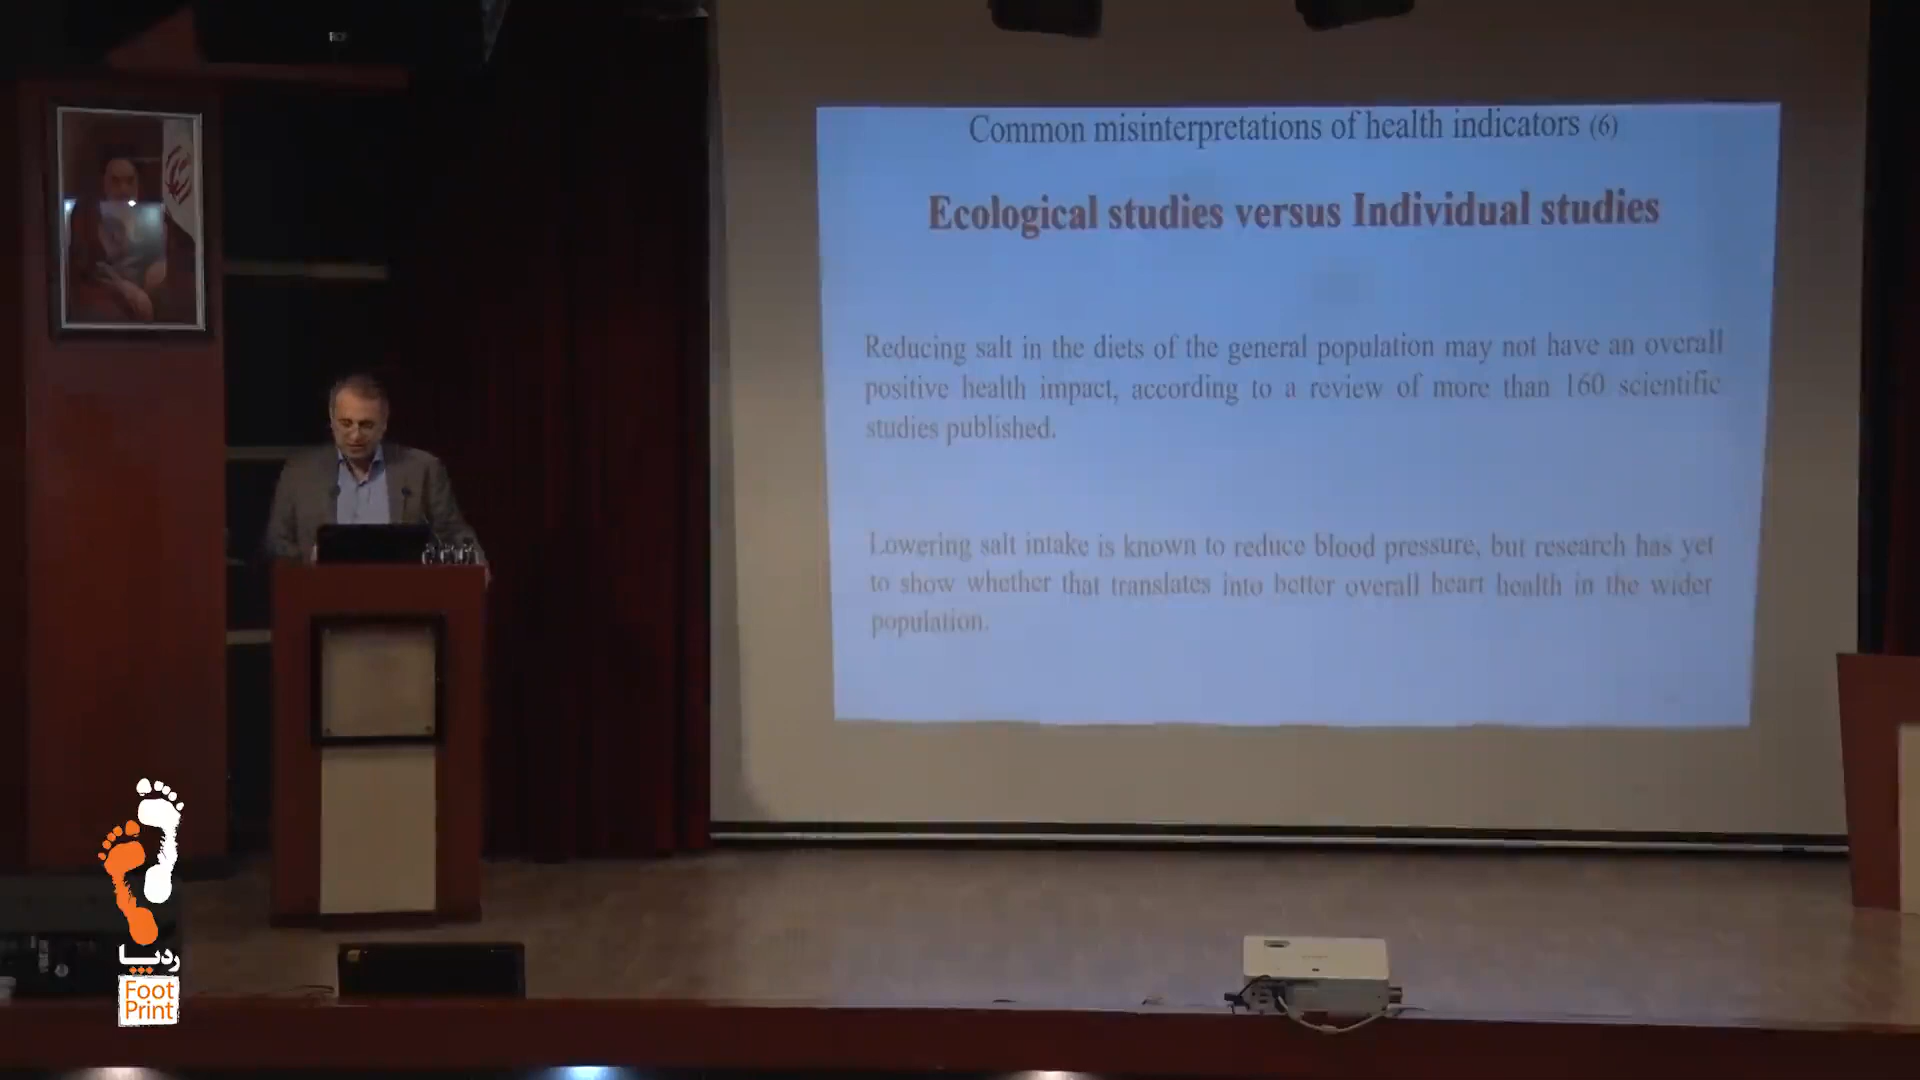 RCF
Common misinterpretations of health indicators (6)
Ecological studies versus Individual studies
Reducing salt in the diets of the general population may not have an overall
positive health impact, according to a review of more than 160 scientific
studies published.
Lowering salt intake is known to reduce blood pressure, but research has yet
to show whether that translates into better overall heart health in the wider
population.
ردپا
Foot
Print